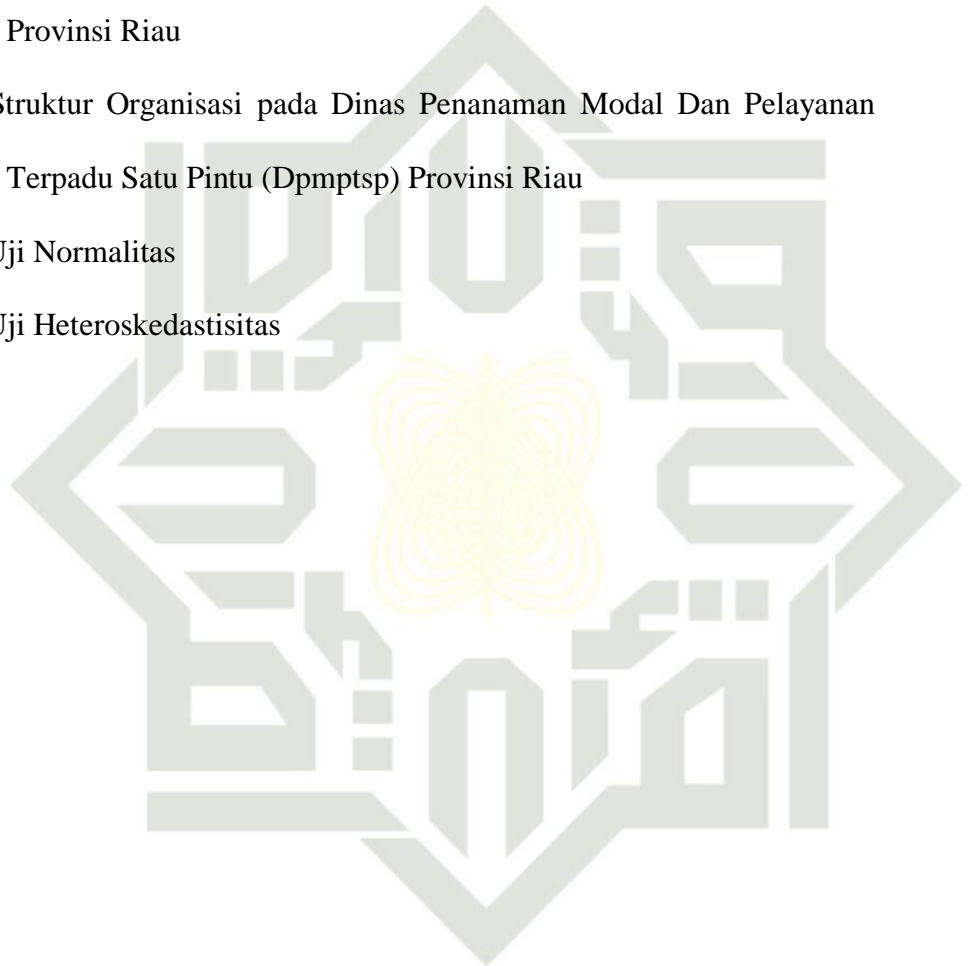 Provinsi Riau
Struktur Organisasi pada Dinas Penanaman Modal Dan Pelayanan
Terpadu Satu Pintu (Dpmptsp) Provinsi Riau
Uji Normalitas
Uji Heteroskedastisitas